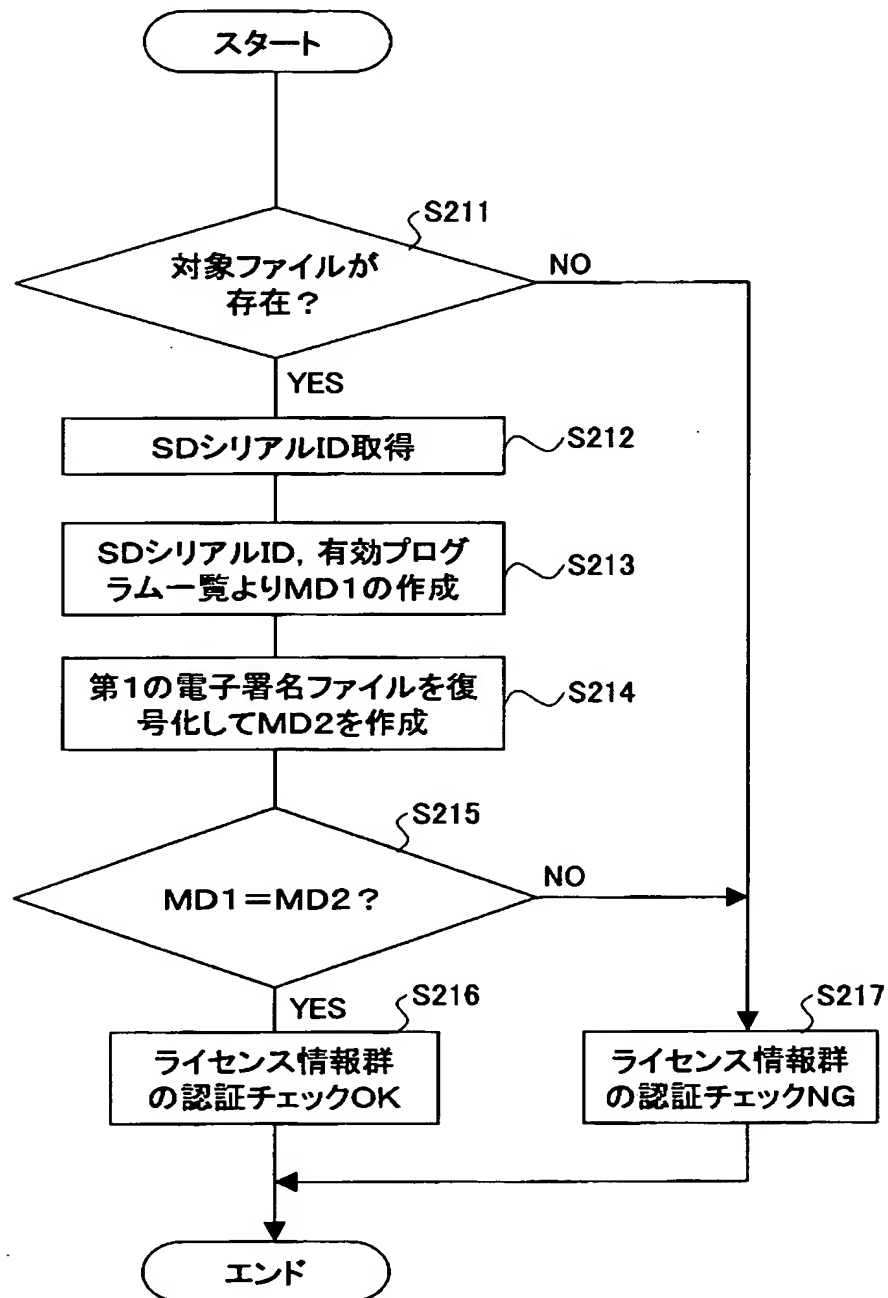 スタート
S211
対象ファイルが
存在？
NO
YES
SDシリアルID取得
S212
SDシリアルID，有効プログ
ラム一覧よりMD1の作成
S213
第1の電子署名ファイルを復
号化してMD2を作成
S214
S215
MD1＝MD2？
NO
YES
S216
ライセンス情報群
の認証チェックOK
S217
ライセンス情報群
の認証チェックNG
エンド